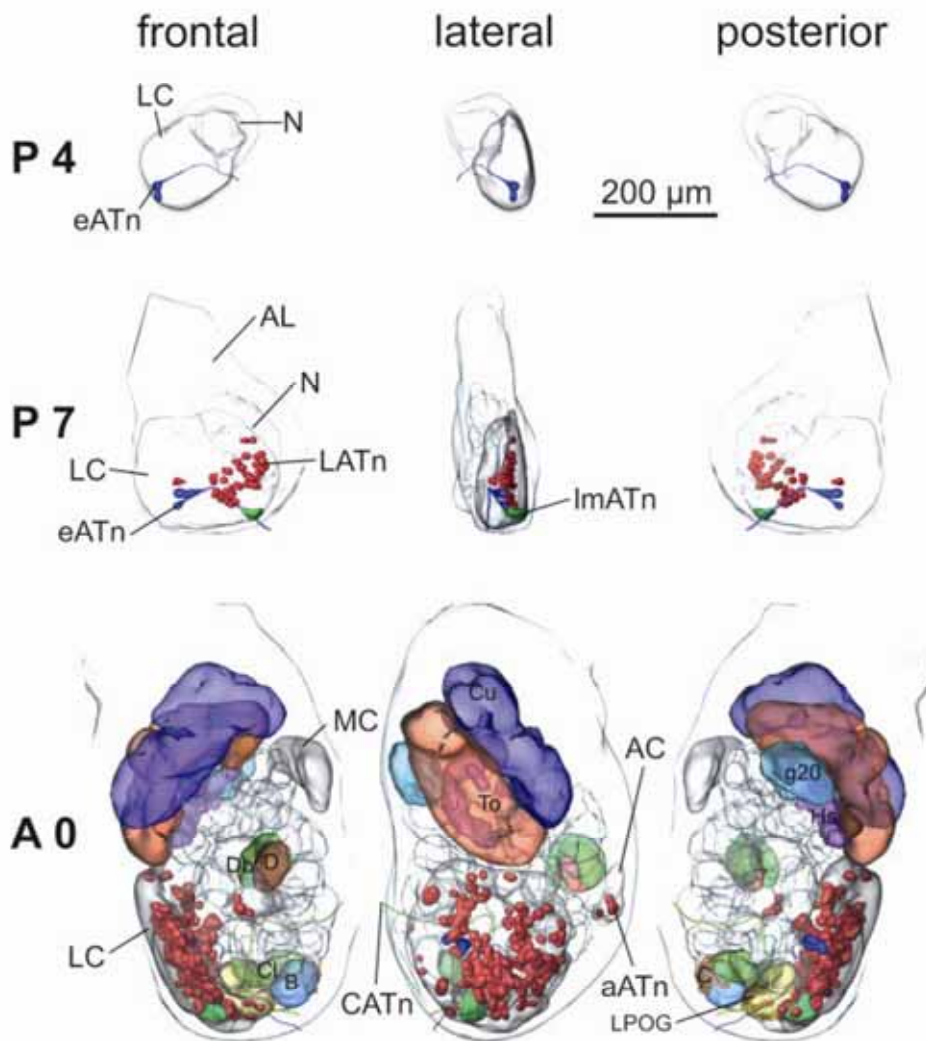 frontal lateral posterior
P 4
LC
N
eATn
200 µm
P 7
AL
N
LC
LATn
eATn
lmATn
A 0
MC
Cu
AC
g20
To
Hs
Db
D
LC
Cl
B
CATn
aATn
C
LPOG